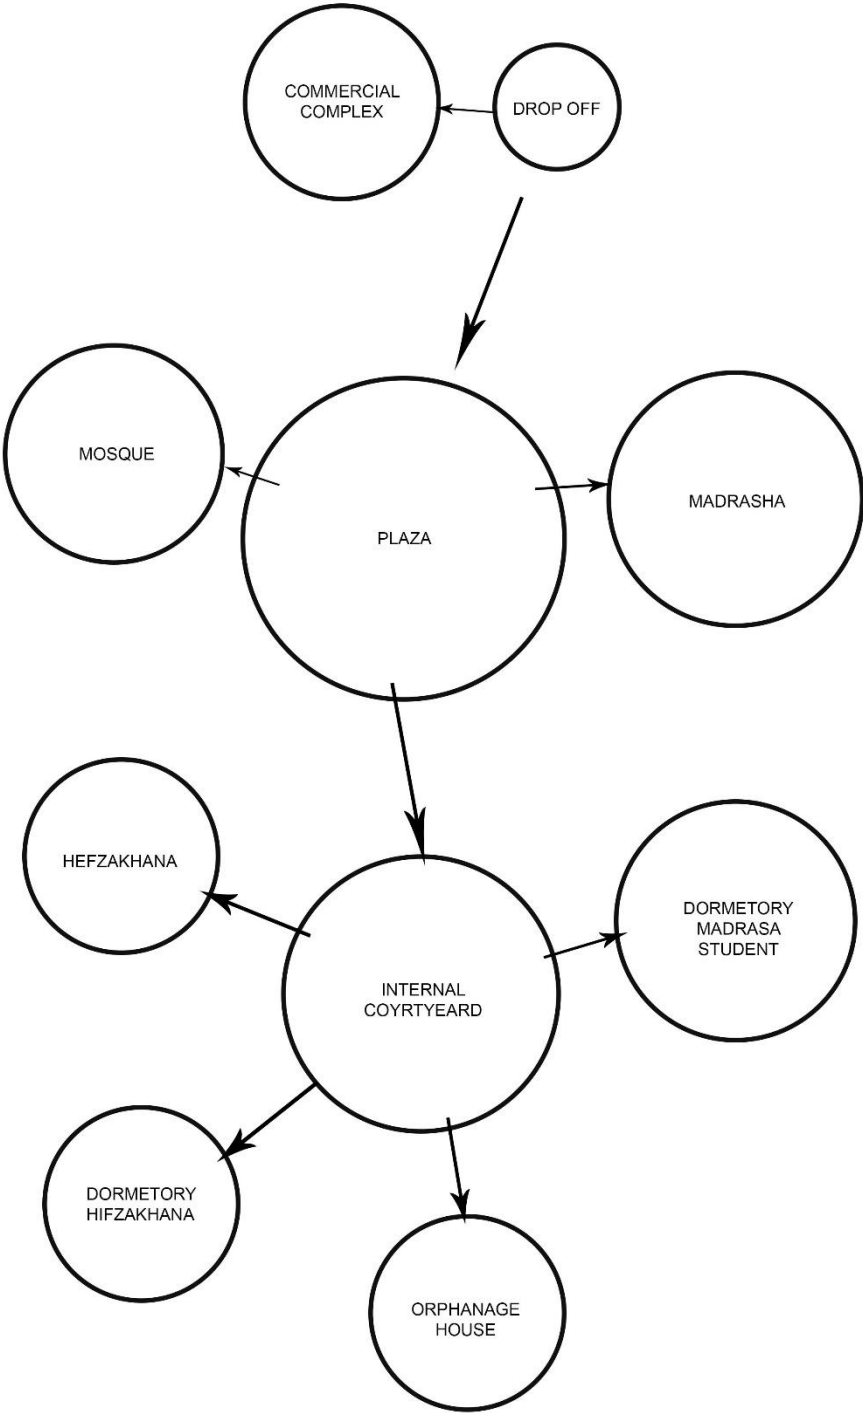 COMMERCIAL
COMPLEX
DROP OFF
MOSQUE
MADRASHA
PLAZA
HEFZAKHANA
DORMETORY
MADRASA
STUDENT
INTERNAL
COYRTYEARD
DORMETORY
HIFZAKHANA
ORPHANAGE
HOUSE